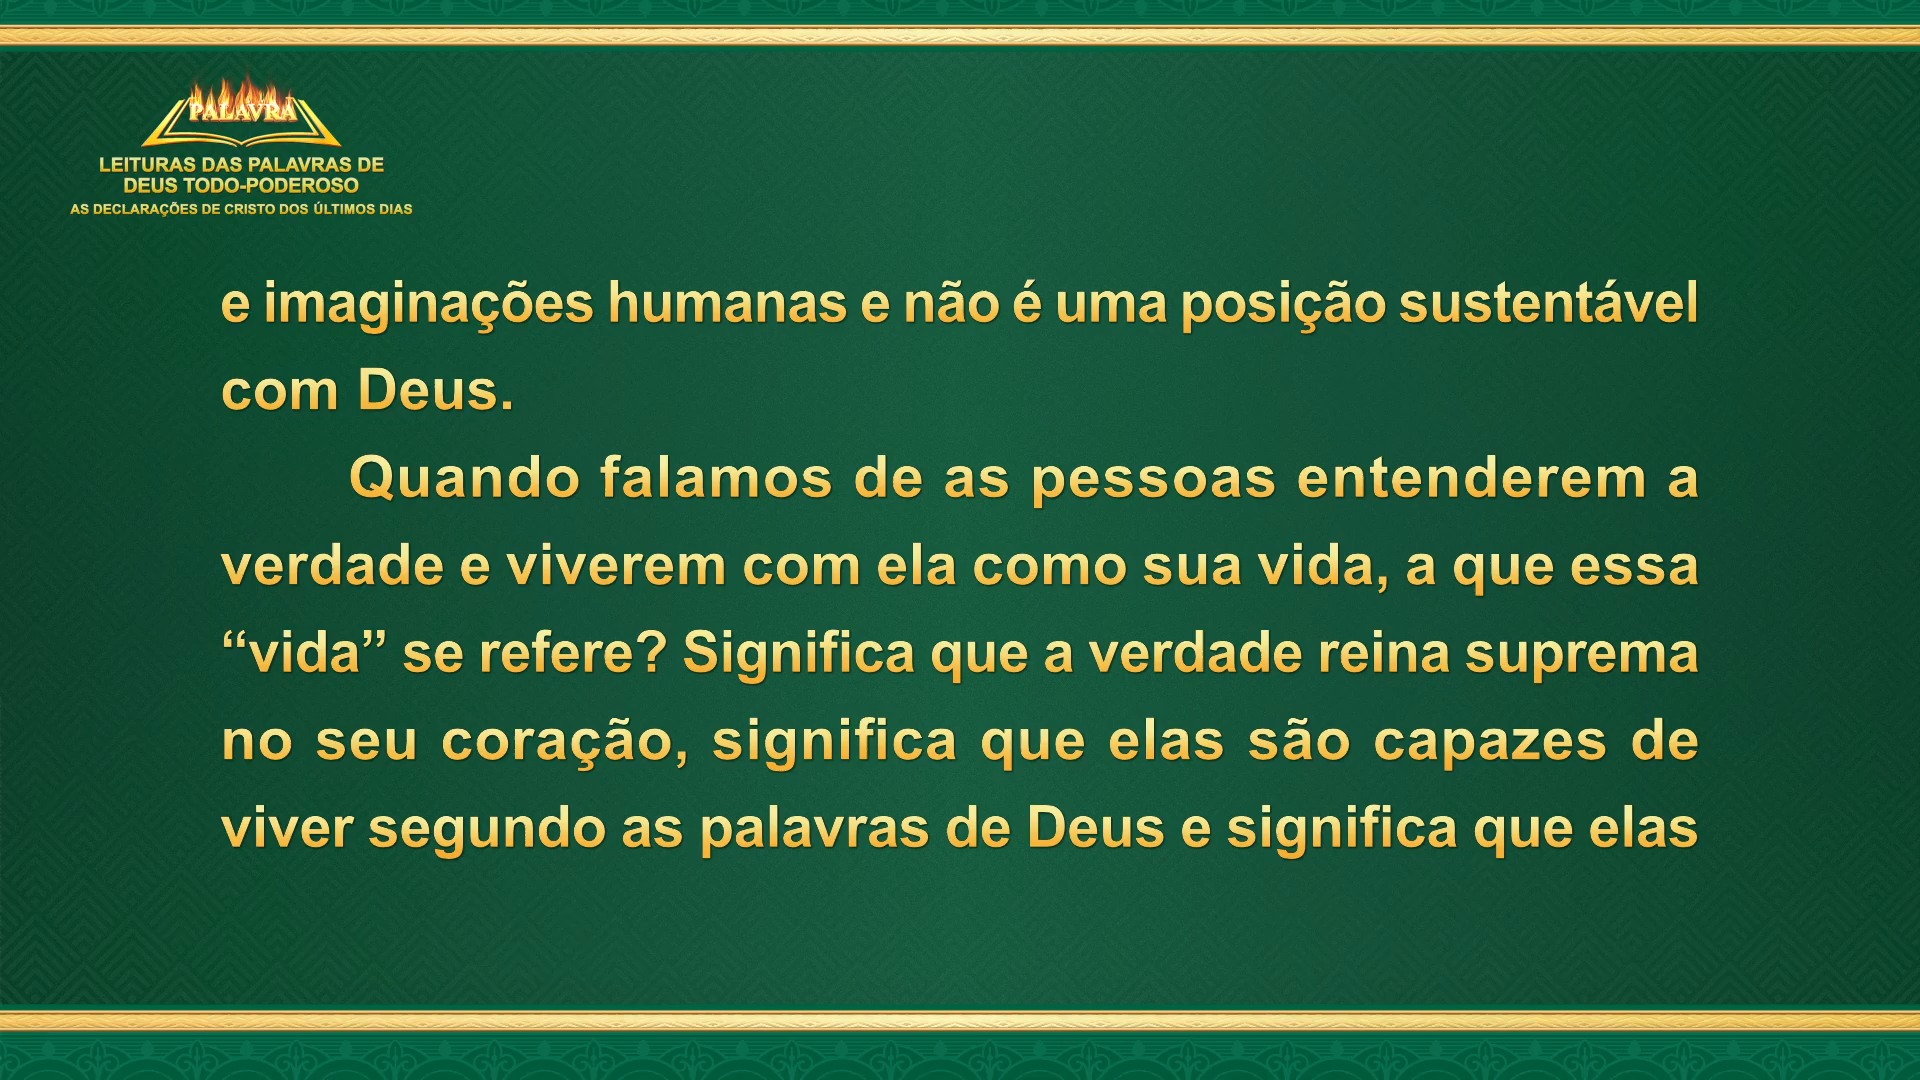 PALAVRA
LEITURAS DAS PALAVRAS DE
DEUS TODO-PODEROSO
AS DECLARAÇÕES DE CRISTO DOS ÚLTIMOS DIAS
e imaginações humanas e não é uma posição sustentável
com Deus.
Quando falamos de as pessoas entenderem a
verdade e viverem com ela como sua vida, a que essa
“vida” se refere? Significa que a verdade reina suprema
no seu coração, significa que elas são capazes de
viver segundo as palavras de Deus e significa que elas